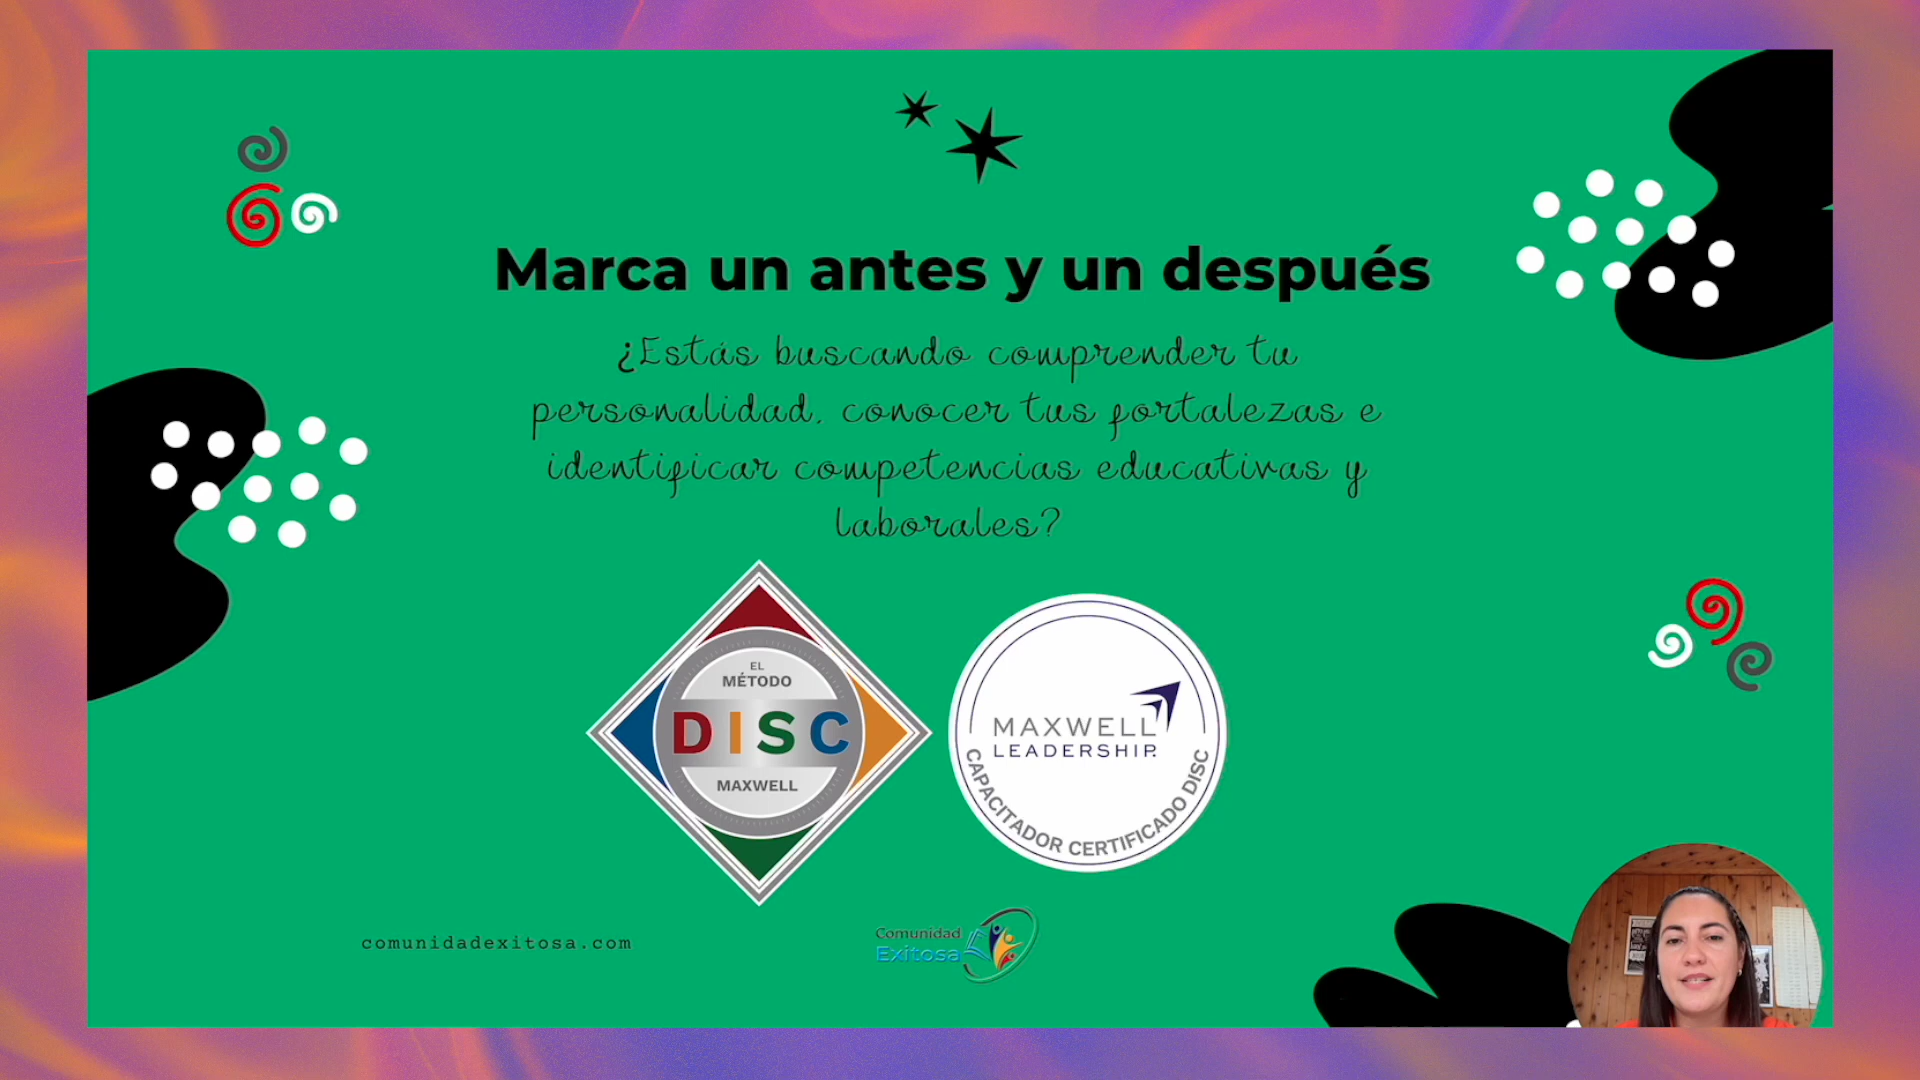 Marca un antes y un después
¿Estás buscando comprender tu
personalidad, conocer tus fortalezas e
identificar competencias educativas y
laborales?
EL
MÉTODO
DISC
MAXWELL
MAXWELL
LEADERSHIP
CAPACITADOR CERTIFICADO DISC
comunidadexitosa.com
Comunidad
Exitosa